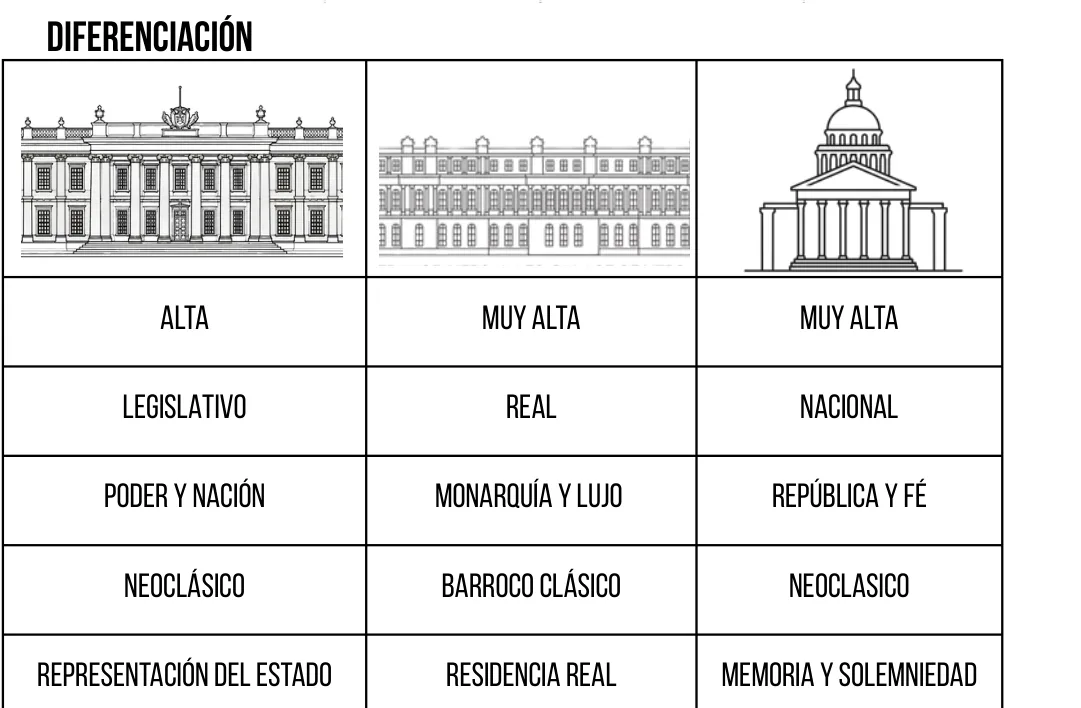 DIFERENCIACIÓN
ALTA MUY ALTA MUY ALTA
LEGISLATIVO REAL NACIONAL
PODER Y NACIÓN MONARQUÍA Y LUJO REPÚBLICA Y FÉ
NEOCLÁSICO BARROCO CLÁSICO NEOCLASICO
REPRESENTACIÓN DEL ESTADO RESIDENCIA REAL MEMORIA Y SOLEMNIEDAD